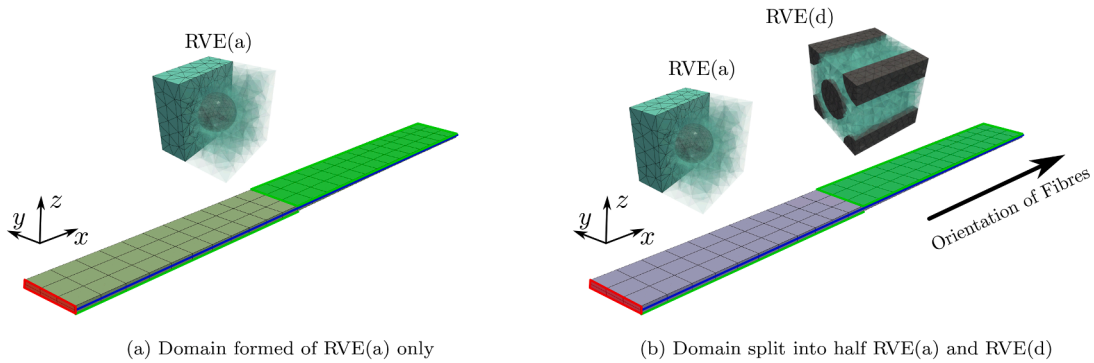 RVE(a)
z
y
x
(a) Domain formed of RVE(a) only
RVE(d)
RVE(a)
z
y
x
Orientation of Fibres
(b) Domain split into half RVE(a) and RVE(d)